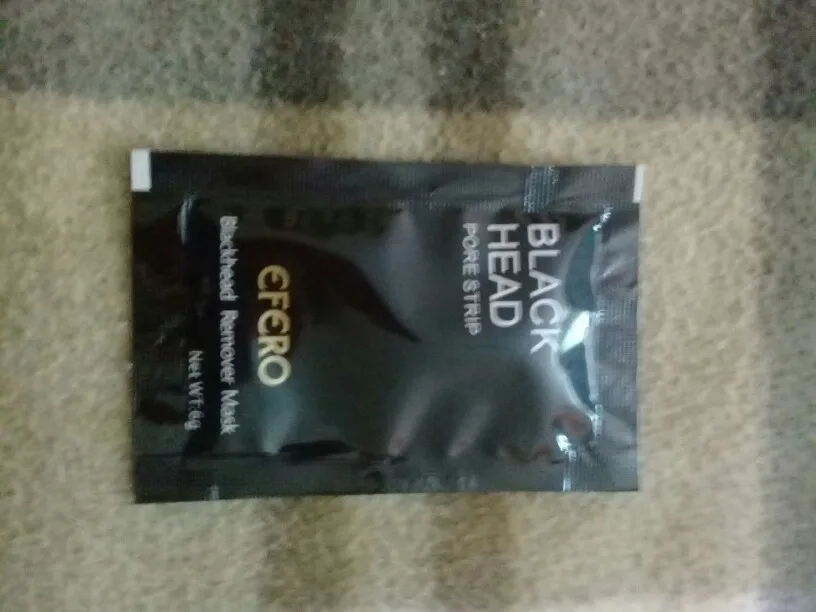 BLACK
HEAD
PORE STRIP
EFERO
Blackhead Remover Mask
Net WT:6g